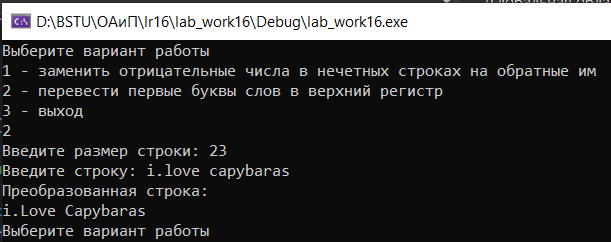 D:\BSTU\ОАиП\lr16\lab_work16\Debug\lab_work16.exe
Выберите вариант работы
1 - заменить отрицательные числа в нечетных строках на обратные им
2 - перевести первые буквы слов в верхний регистр
3 - выход
2
Введите размер строки: 23
Введите строку: i.love capybaras
Преобразованная строка:
i.Love Capybaras
Выберите вариант работы